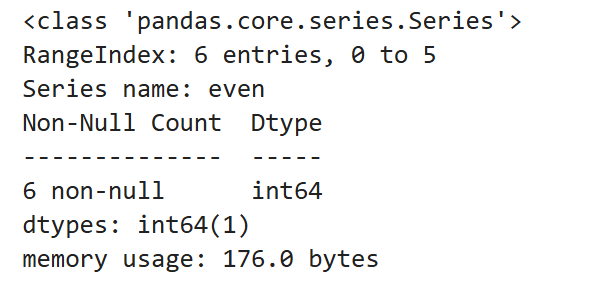 <class 'pandas.core.series.Series'>
RangeIndex: 6 entries, 0 to 5
Series name: even
Non-Null Count  Dtype
--------------  -----
6 non-null      int64
dtypes: int64(1)
memory usage: 176.0 bytes